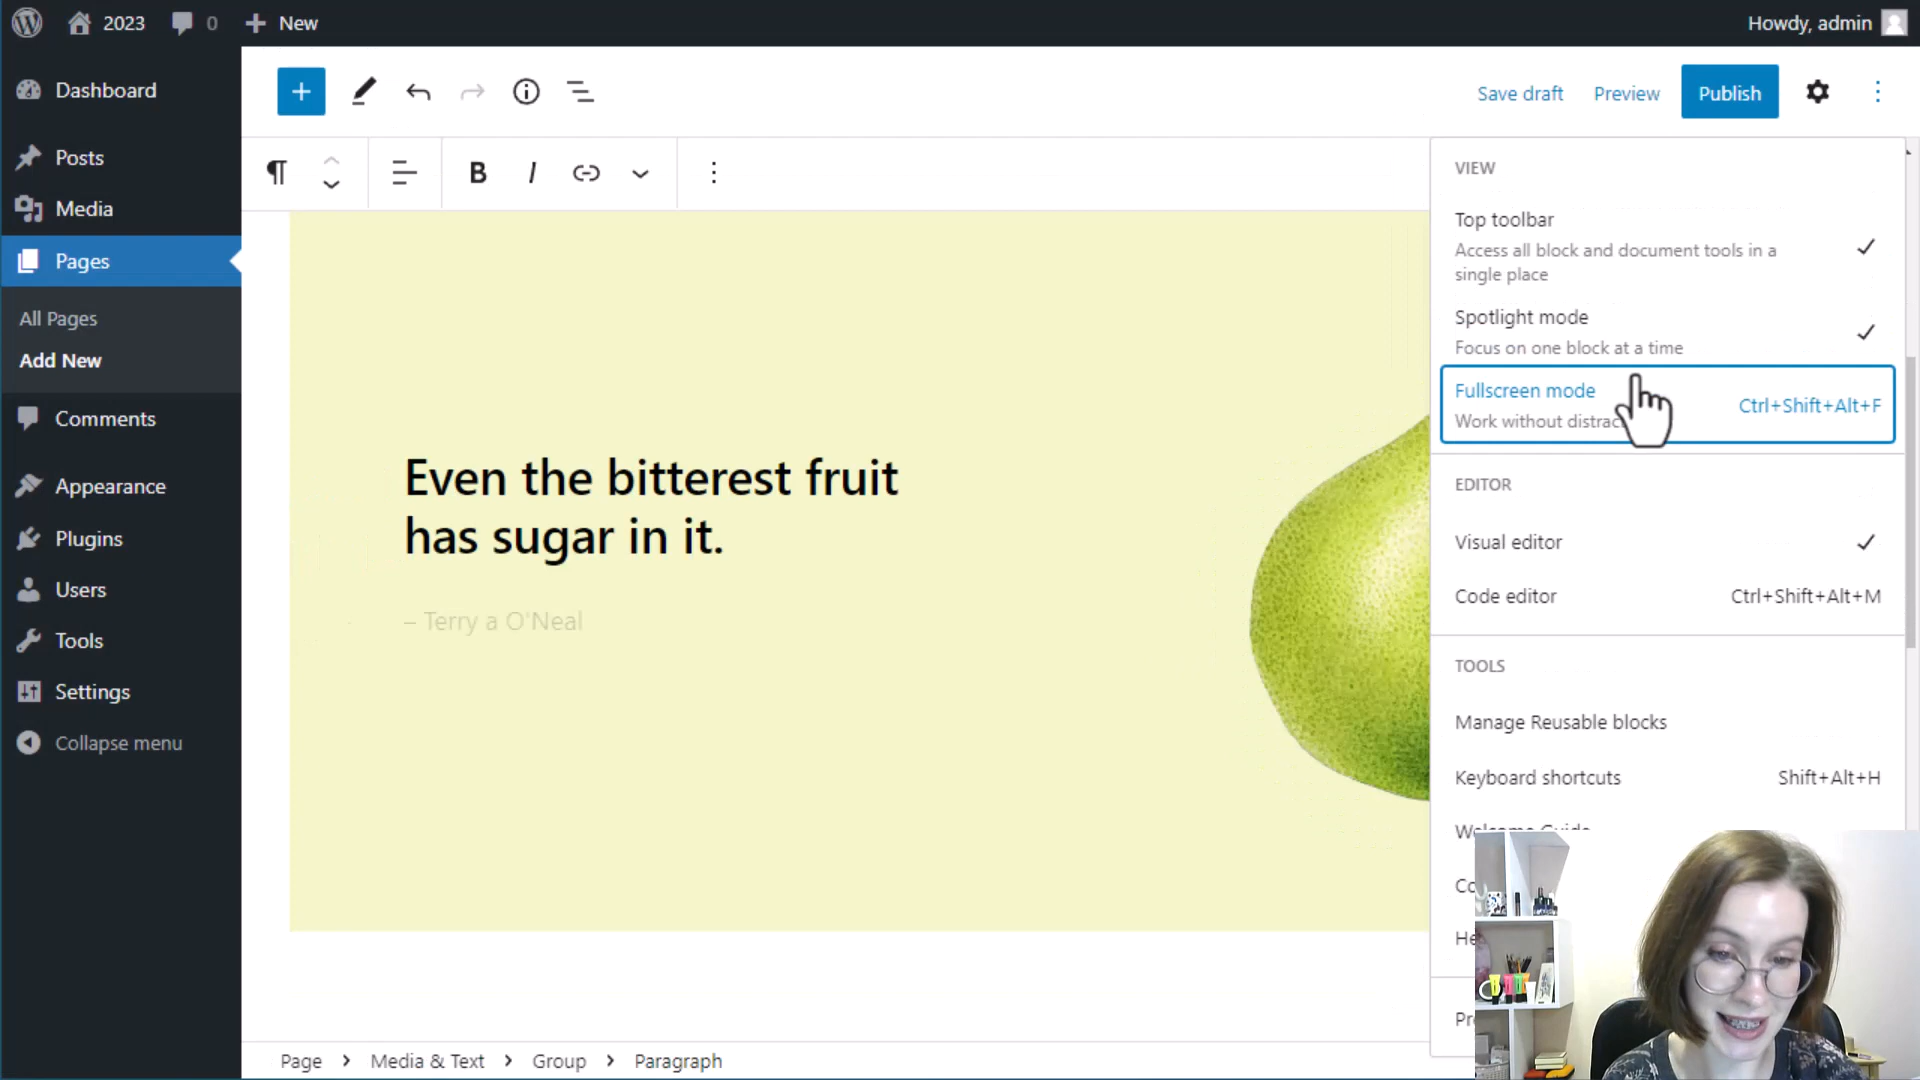 2023
0
New
Howdy, admin
Dashboard
Posts
Media
Pages
All Pages
Add New
Comments
Appearance
Plugins
Users
Tools
Settings
Collapse menu
Save draft
Preview
Publish
B
I
Even the bitterest fruit
has sugar in it.
– Terry a O'Neal
VIEW
Top toolbar
Access all block and document tools in a
single place
Spotlight mode
Focus on one block at a time
Fullscreen mode
Ctrl+Shift+Alt+F
Work without
EDITOR
Visual editor
Code editor
Ctrl+Shift+Alt+M
TOOLS
Manage Reusable blocks
Keyboard shortcuts
Shift+Alt+H
Page
Media & Text
Group
Paragraph